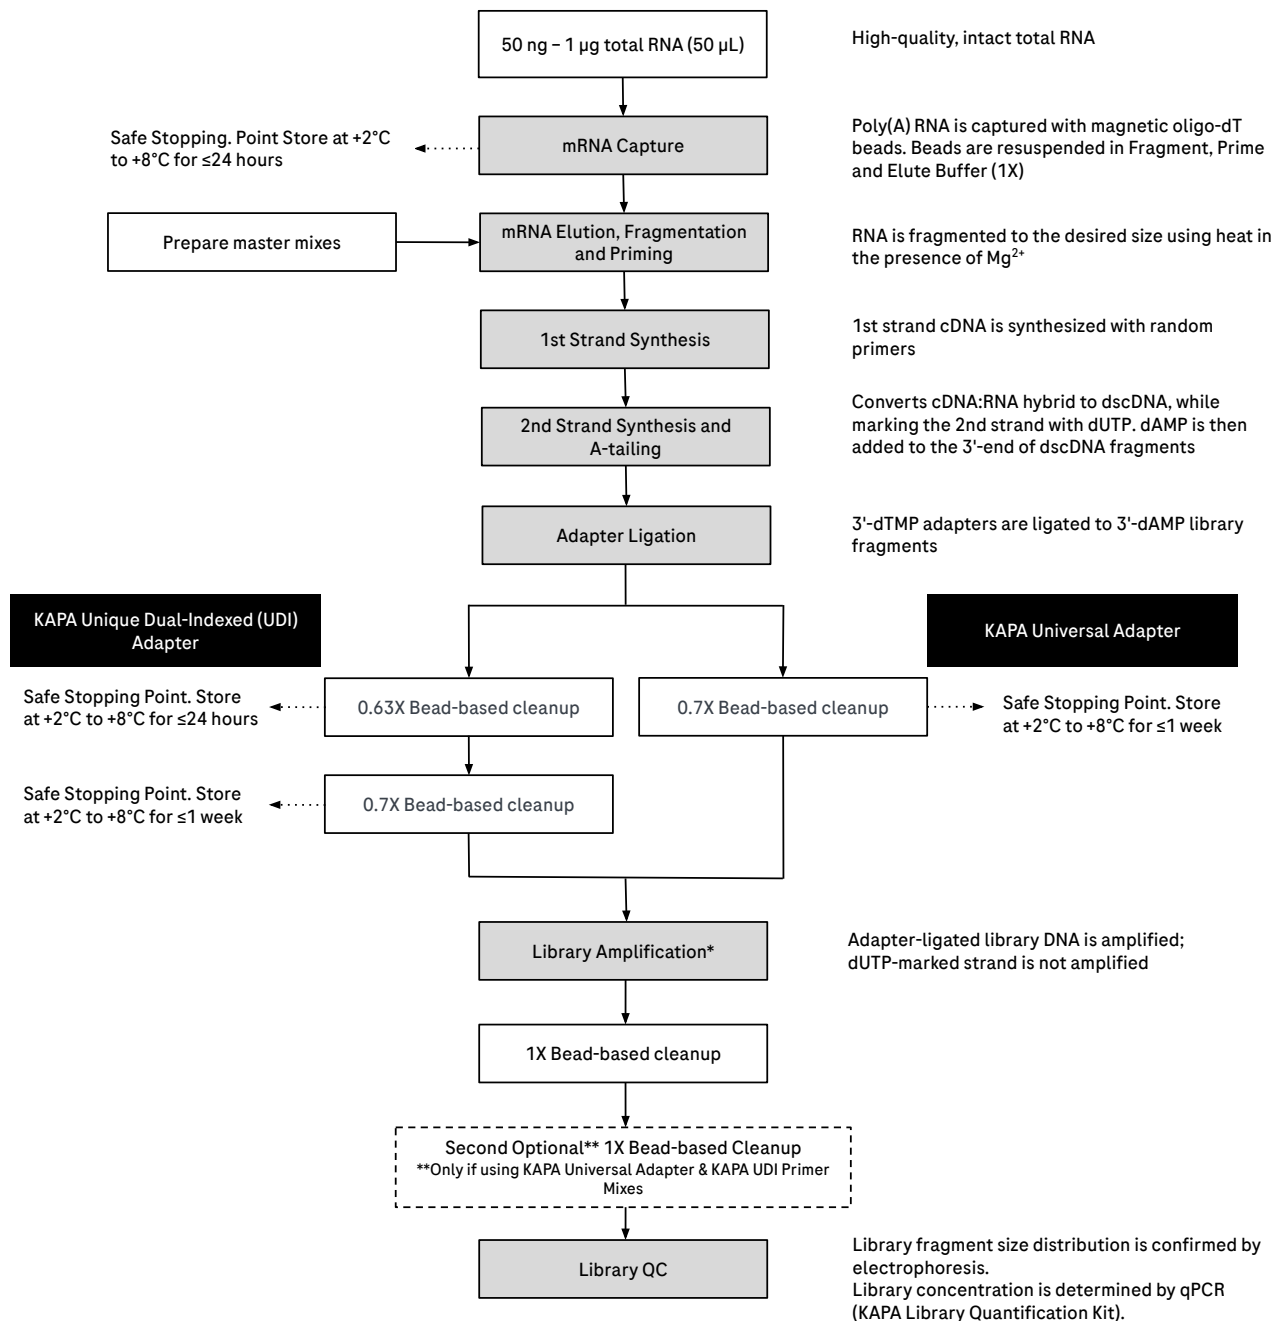 50 ng – 1 µg total RNA (50 µL)
High-quality, intact total RNA
Safe Stopping. Point Store at +2°C
to +8°C for ≤24 hours
mRNA Capture
Poly(A) RNA is captured with magnetic oligo-dT
beads. Beads are resuspended in Fragment, Prime
and Elute Buffer (1X)
Prepare master mixes
mRNA Elution, Fragmentation
and Priming
RNA is fragmented to the desired size using heat in
the presence of Mg²⁺
1st Strand Synthesis
1st strand cDNA is synthesized with random
primers
2nd Strand Synthesis and
A-tailing
Converts cDNA:RNA hybrid to dscDNA, while
marking the 2nd strand with dUTP. dAMP is then
added to the 3'-end of dscDNA fragments
Adapter Ligation
3'-dTMP adapters are ligated to 3'-dAMP library
fragments
KAPA Unique Dual-Indexed (UDI)
Adapter
KAPA Universal Adapter
Safe Stopping Point. Store
at +2°C to +8°C for ≤24 hours
0.63X Bead-based cleanup
0.7X Bead-based cleanup
Safe Stopping Point. Store
at +2°C to +8°C for ≤1 week
Safe Stopping Point. Store
at +2°C to +8°C for ≤1 week
0.7X Bead-based cleanup
Library Amplification*
Adapter-ligated library DNA is amplified;
dUTP-marked strand is not amplified
1X Bead-based cleanup
Second Optional** 1X Bead-based Cleanup
**Only if using KAPA Universal Adapter & KAPA UDI Primer
Mixes
Library QC
Library fragment size distribution is confirmed by
electrophoresis.
Library concentration is determined by qPCR
(KAPA Library Quantification Kit).